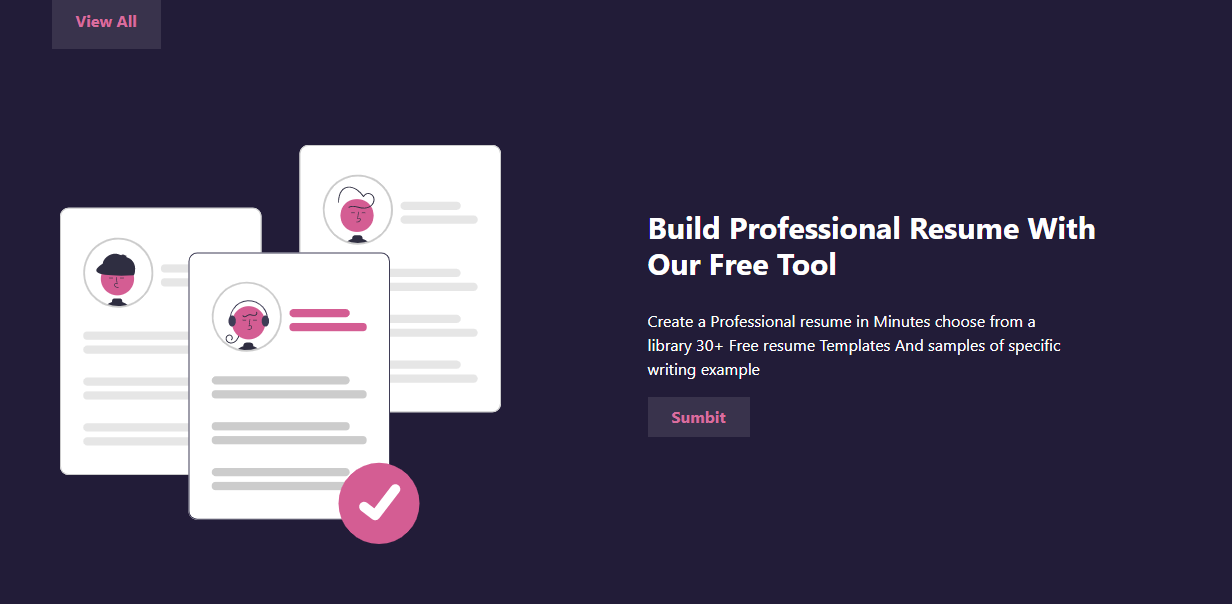 View All
Build Professional Resume With
Our Free Tool
Create a Professional resume in Minutes choose from a
library 30+ Free resume Templates And samples of specific
writing example
Sumbit